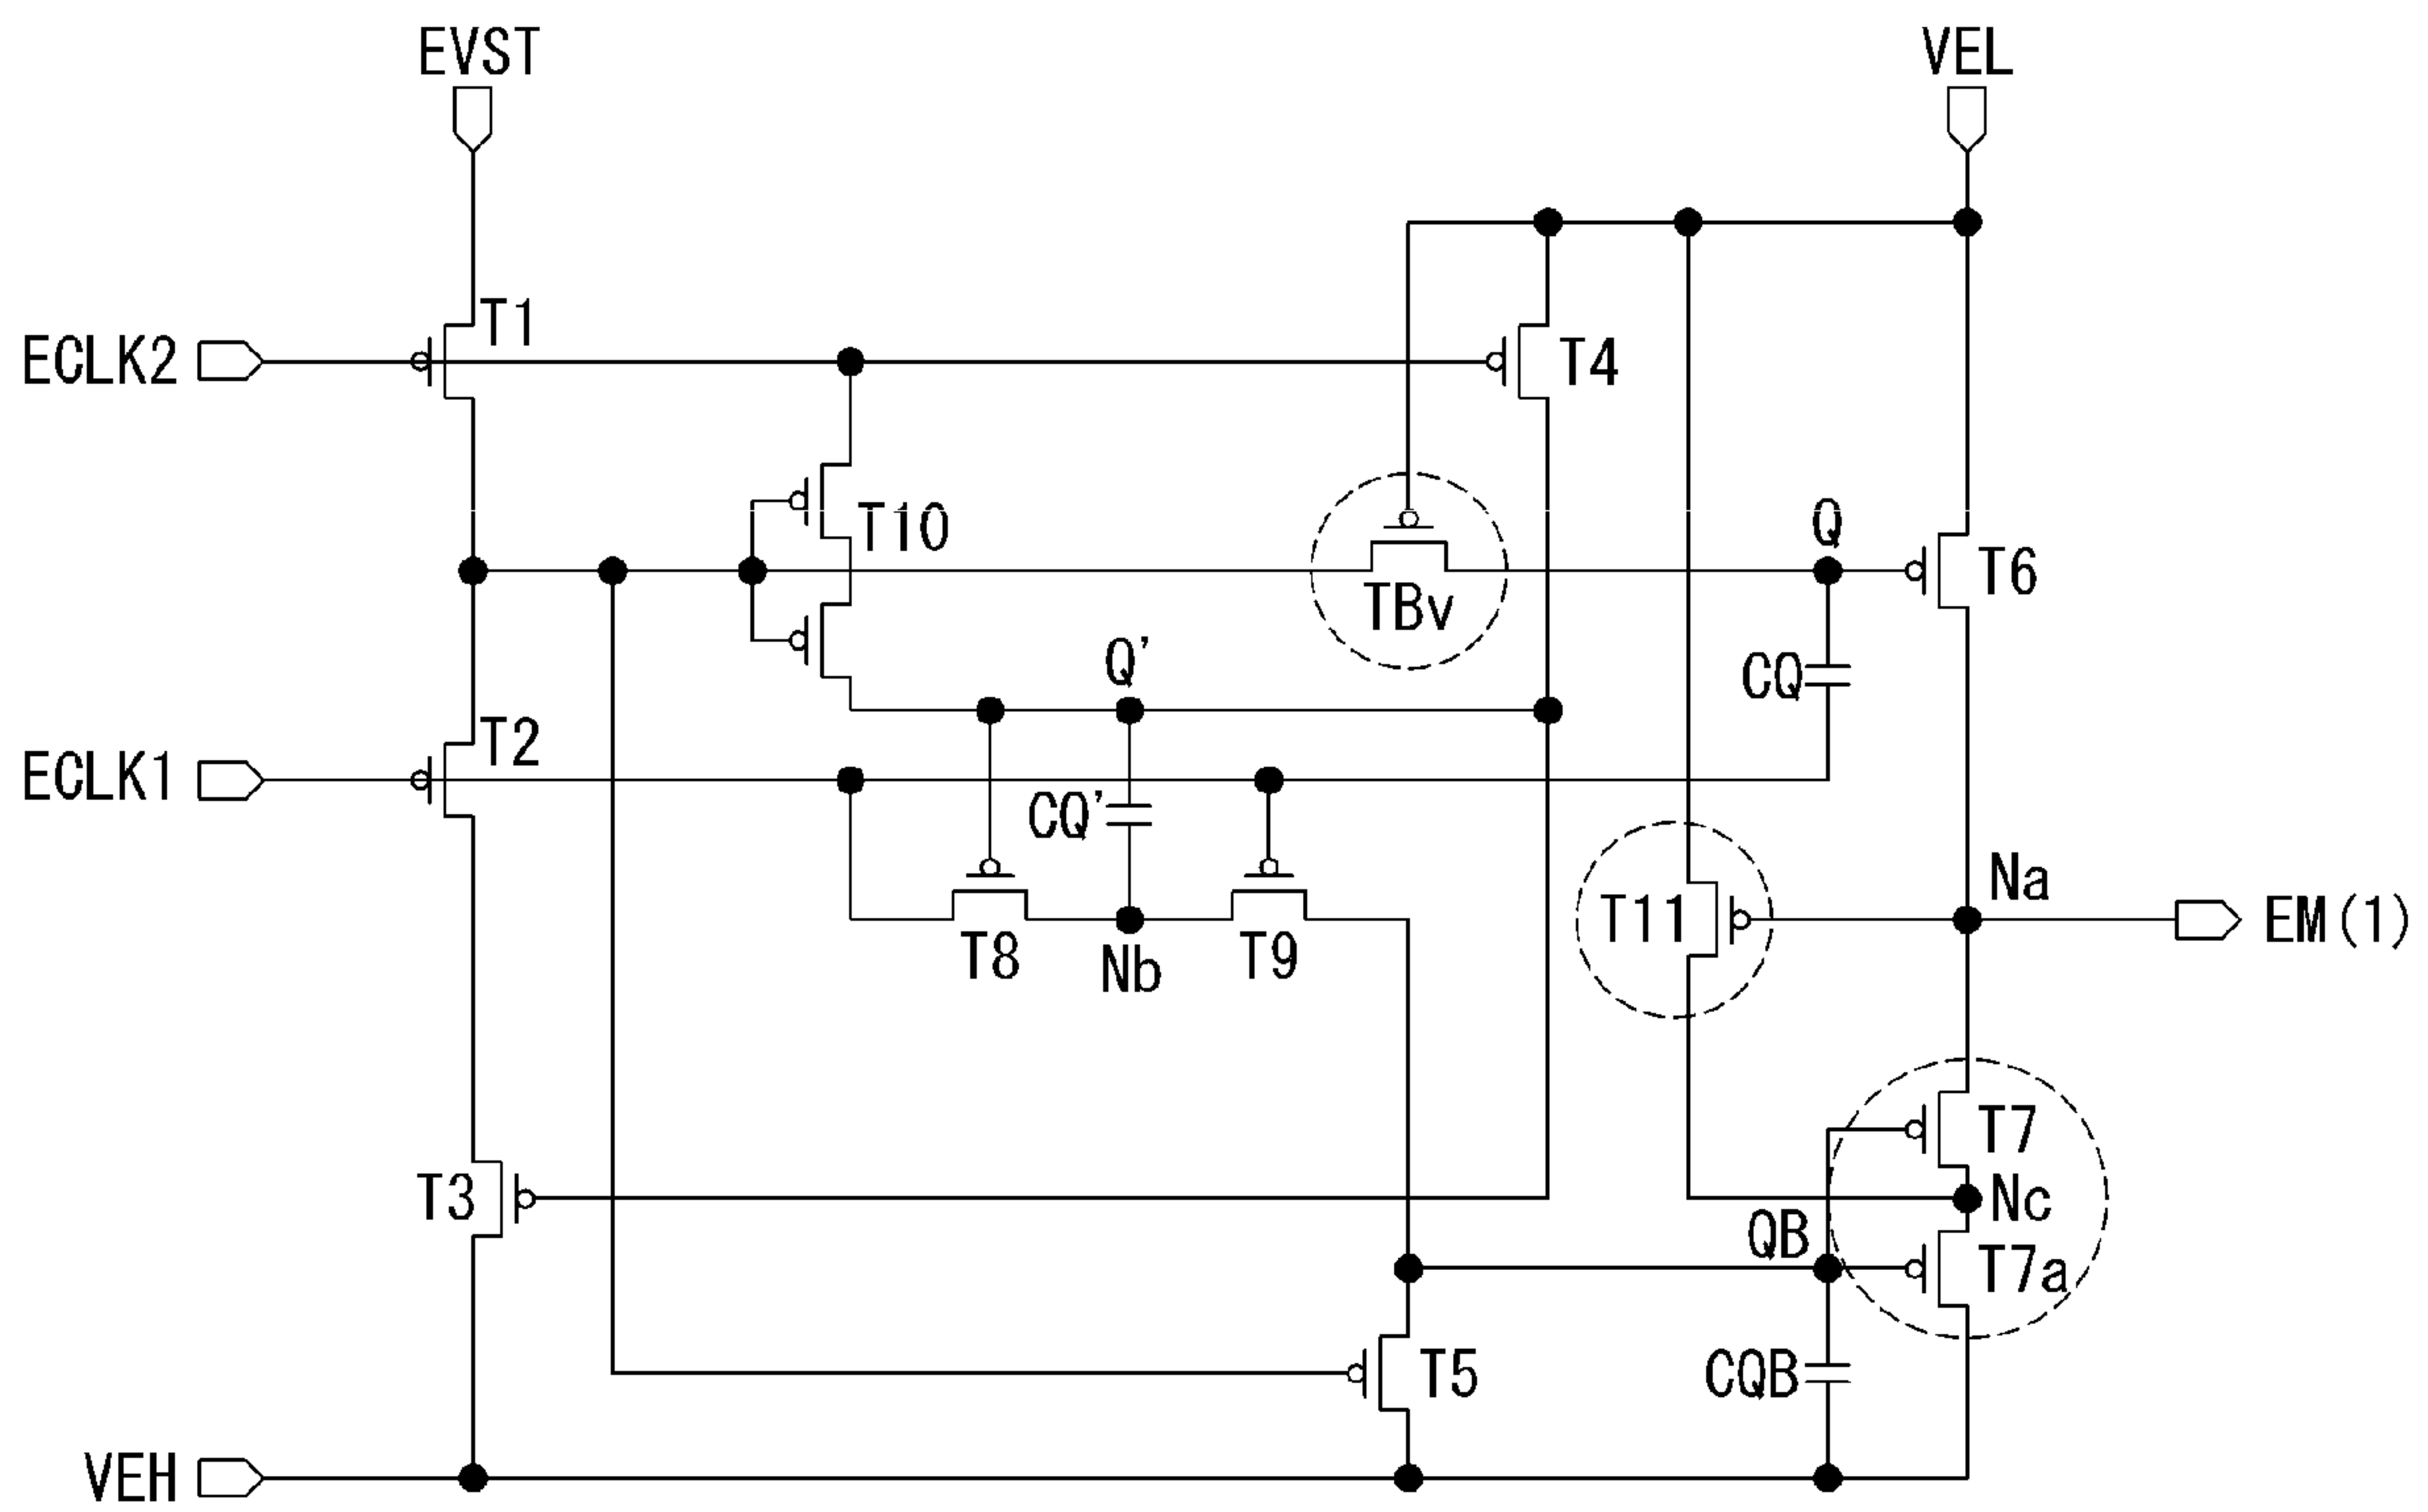 EVST
VEL
T1
ECLK2
T4
T10
Q
TBv
T6
Q'
CQ
T2
ECLK1
CQ'
Na
T11
EM(1)
T8
Nb
T9
T7
T3
Nc
QB
T7a
T5
CQB
VEH